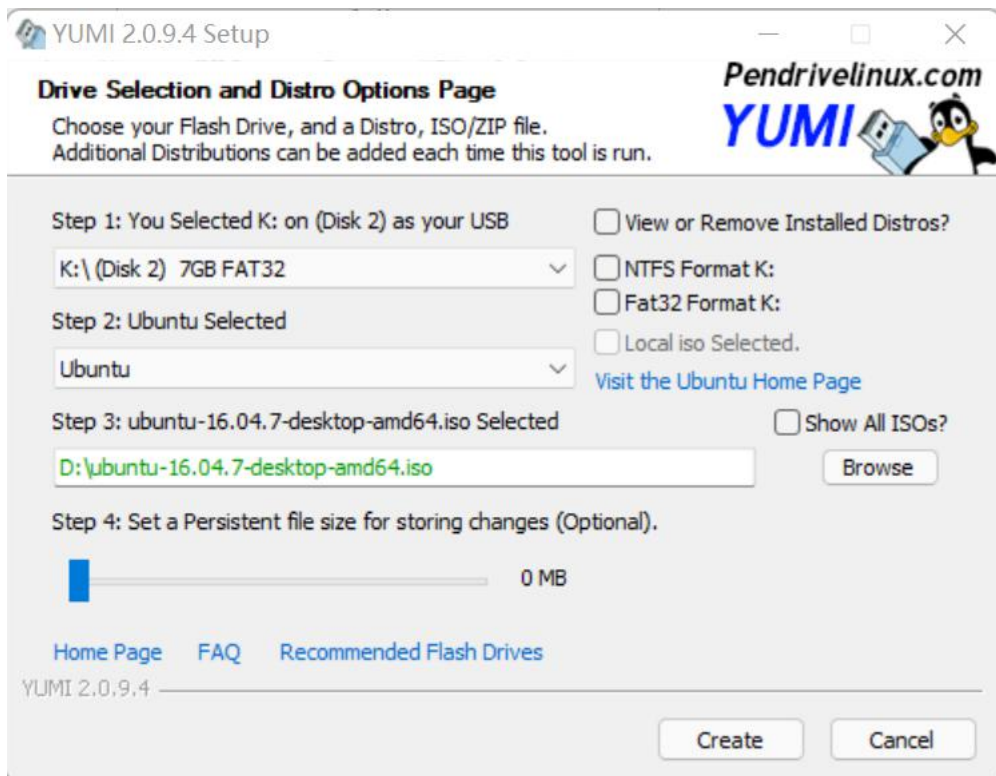 YUMI 2.0.9.4 Setup
Drive Selection and Distro Options Page
Choose your Flash Drive, and a Distro, ISO/ZIP file.
Additional Distributions can be added each time this tool is run.
Pendrivelinux.com
YUMI
Step 1: You Selected K: on (Disk 2) as your USB
View or Remove Installed Distros?
K:\ (Disk 2) 7GB FAT32
NTFS Format K:
Fat32 Format K:
Step 2: Ubuntu Selected
Local iso Selected.
Ubuntu
Visit the Ubuntu Home Page
Step 3: ubuntu-16.04.7-desktop-amd64.iso Selected
Show All ISOs?
D:\ubuntu-16.04.7-desktop-amd64.iso
Browse
Step 4: Set a Persistent file size for storing changes (Optional).
0 MB
Home Page FAQ Recommended Flash Drives
YUMI 2.0.9.4
Create Cancel